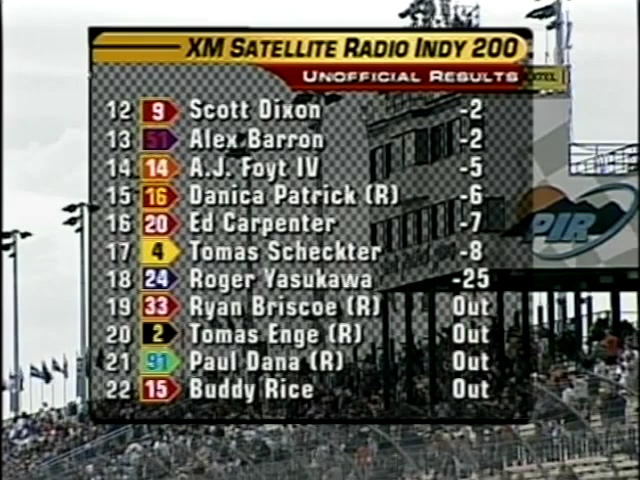 XM SATELLITE RADIO INDY 200
UNOFFICIAL RESULTS
12 9 Scott Dixon -2
13 51 Alex Barron -2
14 14 A.J. Foyt IV -5
15 16 Danica Patrick (R) -6
16 20 Ed Carpenter -7
17 4 Tomas Scheckter -8
18 24 Roger Yasukawa -25
19 33 Ryan Briscoe (R) Out
20 2 Tomas Enge (R) Out
21 91 Paul Dana (R) Out
22 15 Buddy Rice Out
PIR